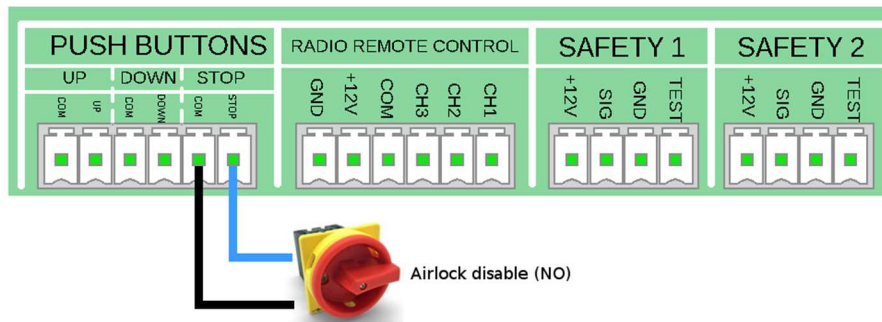 PUSH BUTTONS
UP DOWN STOP
COM UP COM DOWN COM STOP
RADIO REMOTE CONTROL
GND +12V COM CH3 CH2 CH1
SAFETY 1
+12V SIG GND TEST
SAFETY 2
+12V SIG GND TEST
Airlock disable (NO)